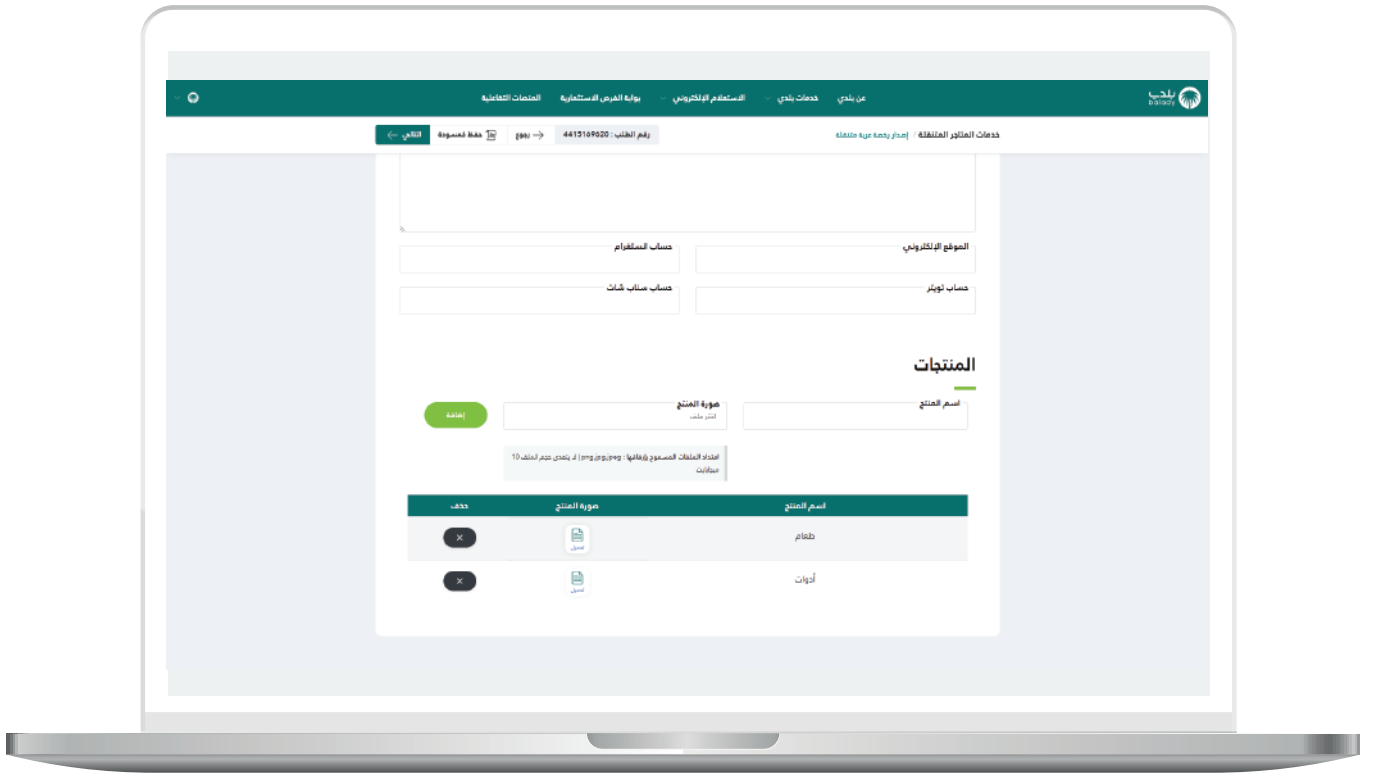 بلدي
balady
عن بلدي
خدمات بلدي
الاستعلام الإلكتروني
بوابة الفرص الاستثمارية
المنصات التفاعلية
خدمات المتاجر المتنقلة / إصدار رخصة عربة متنقلة
رقم الطلب : 4415169620
رجوع
حفظ كمسودة
التالي
الموقع الإلكتروني
حساب انستقرام
حساب تويتر
حساب سناب شات
المنتجات
اسم المنتج
صورة المنتج
اختر ملف
إضافة
امتداد الملفات المسموح بإرفاقها : png,jpg,jpeg) لا يتعدى حجم الملف 10
ميجابايت
اسم المنتج صورة المنتج حذف
طعام
تحميل
أدوات
تحميل